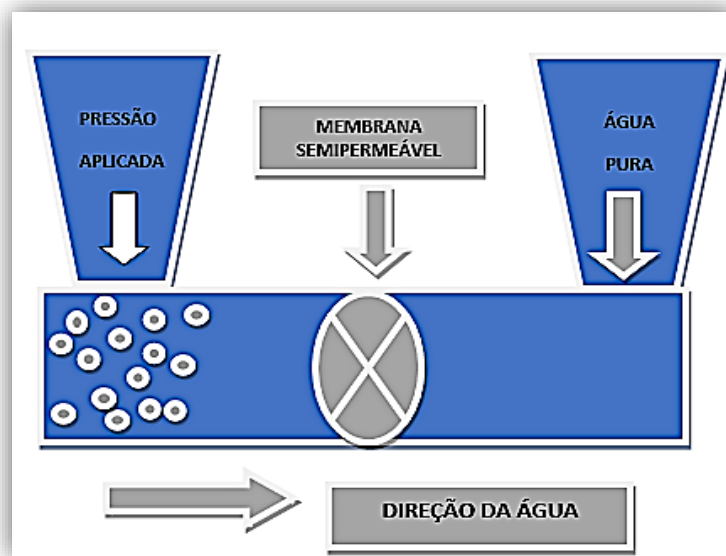 PRESSÃO
APLICADA
MEMBRANA
SEMIPERMEÁVEL
ÁGUA
PURA
DIREÇÃO DA ÁGUA